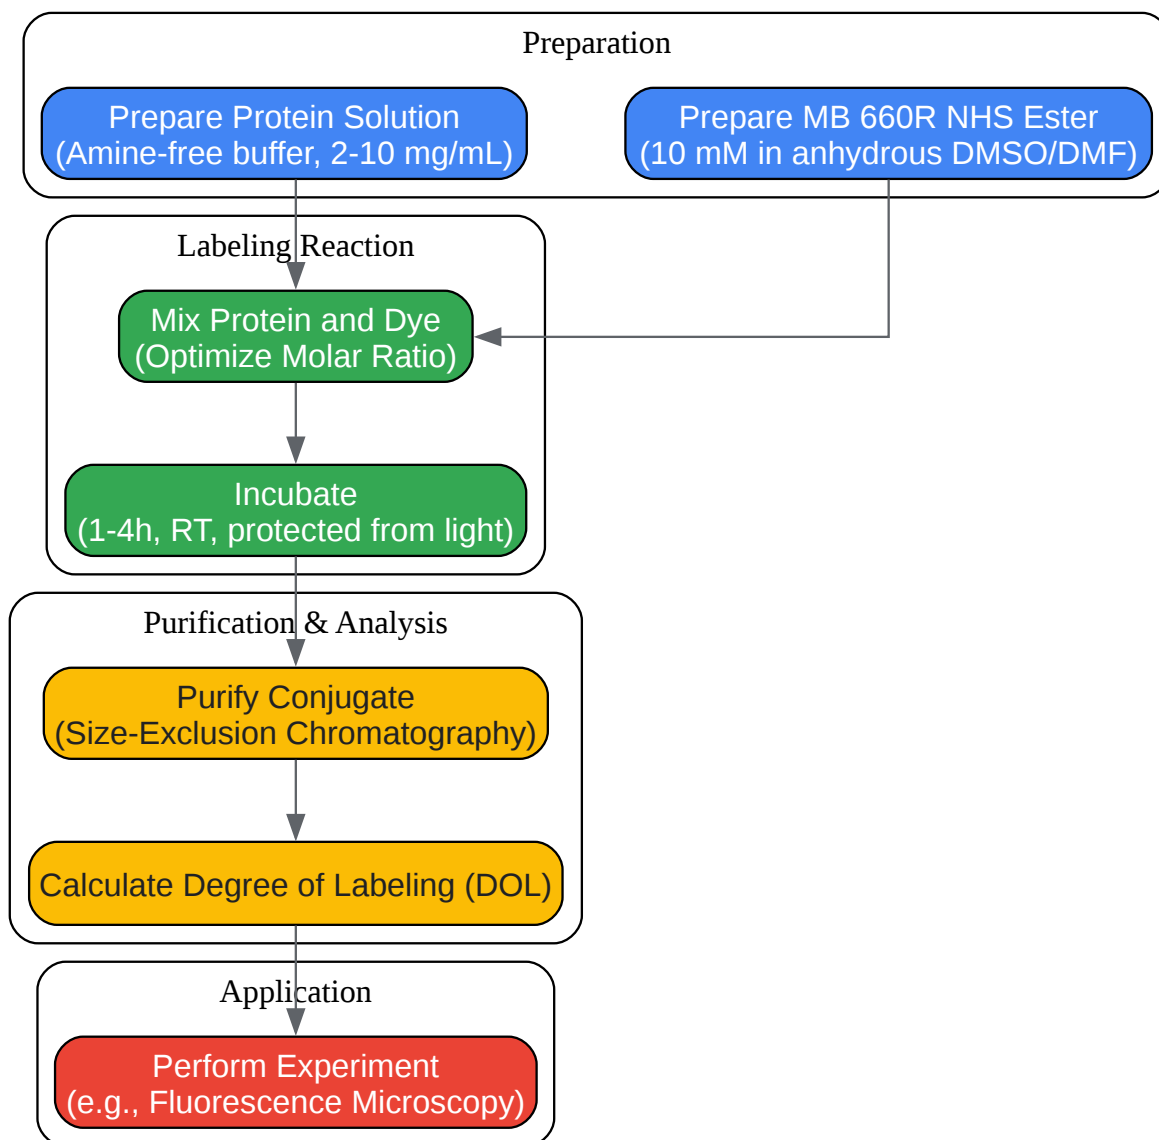 Preparation
Prepare Protein Solution
(Amine-free buffer, 2-10 mg/mL)
Prepare MB 660R NHS Ester
(10 mM in anhydrous DMSO/DMF)
Labeling Reaction
Mix Protein and Dye
(Optimize Molar Ratio)
Incubate
(1-4h, RT, protected from light)
Purification & Analysis
Purify Conjugate
(Size-Exclusion Chromatography)
Calculate Degree of Labeling (DOL)
Application
Perform Experiment
(e.g., Fluorescence Microscopy)